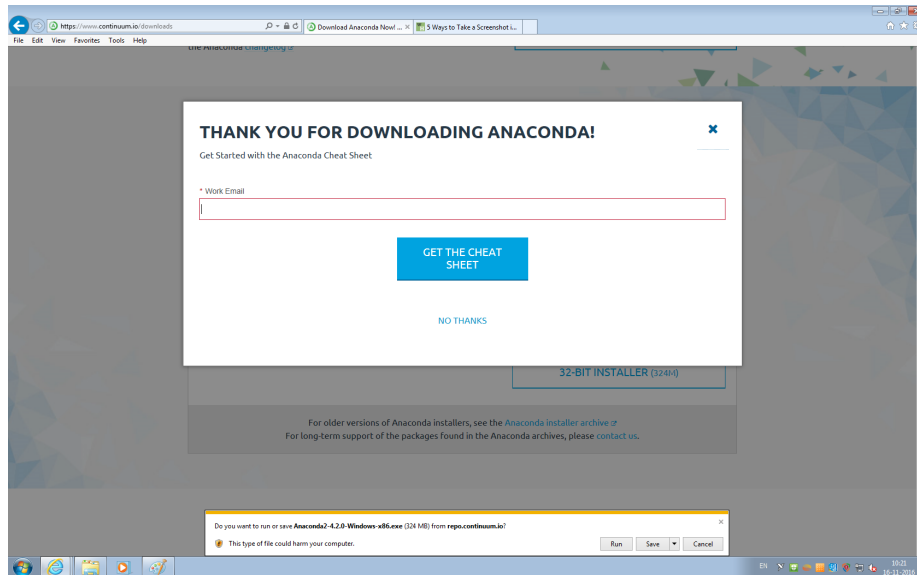 https://www.continuum.io/downloads
Download Anaconda Now! ...
5 Ways to Take a Screenshot i...
File Edit View Favorites Tools Help
the Anaconda changelog
THANK YOU FOR DOWNLOADING ANACONDA!
Get Started with the Anaconda Cheat Sheet
* Work Email
GET THE CHEAT
SHEET
NO THANKS
32-BIT INSTALLER (324M)
For older versions of Anaconda installers, see the Anaconda installer archive
For long-term support of the packages found in the Anaconda archives, please contact us.
Do you want to run or save Anaconda2-4.2.0-Windows-x86.exe (324 MB) from repo.continuum.io?
This type of file could harm your computer.
Run Save Cancel
EN
10:21
16-11-2016